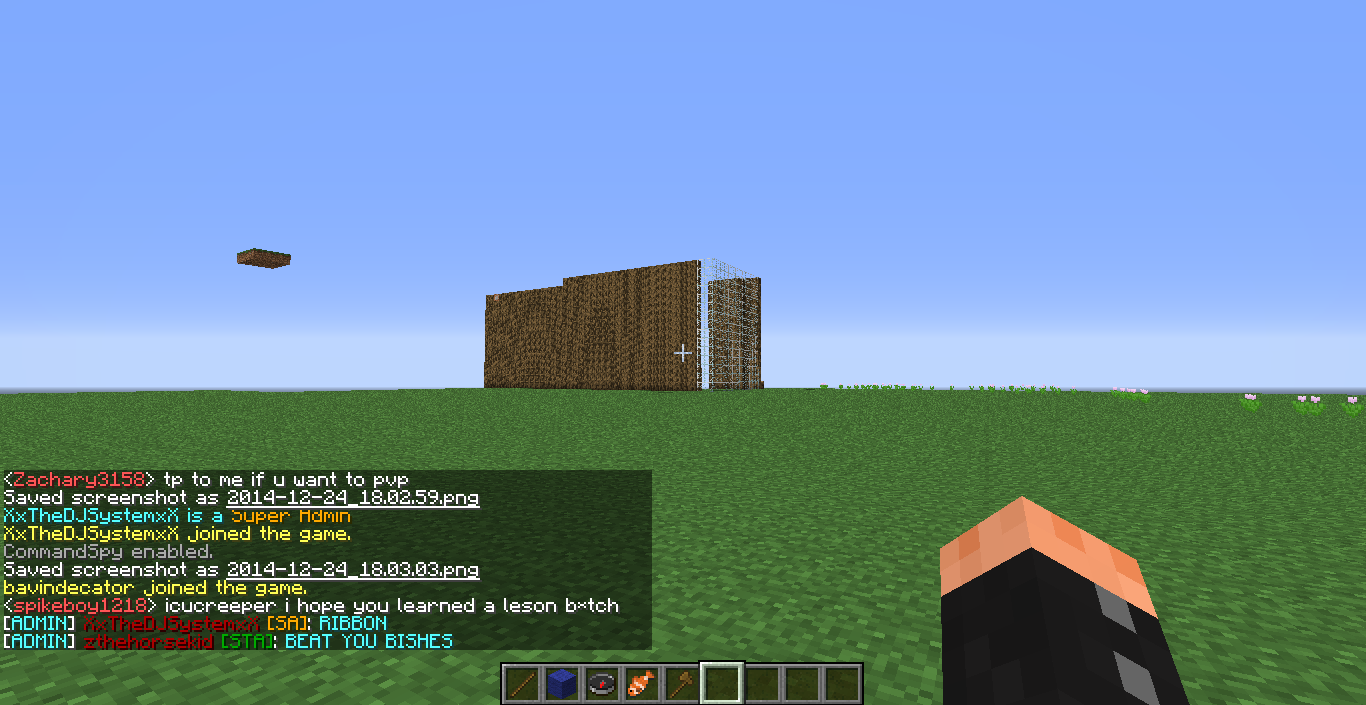 <Zachary3158> tp to me if u want to pvp
Saved screenshot as 2014-12-24_18.02.59.png
XxTheDJSystemxX is a Super Admin
XxTheDJSystemxX joined the game.
CommandSpy enabled.
Saved screenshot as 2014-12-24_18.03.03.png
bavindecator joined the game.
<spikeboy1218> icucreeper i hope you learned a leson b*tch
[ADMIN] XxTheDJSystemxX [SA]: RIBBON
[ADMIN] zthehorsekid [STA]: BEAT YOU BISHES